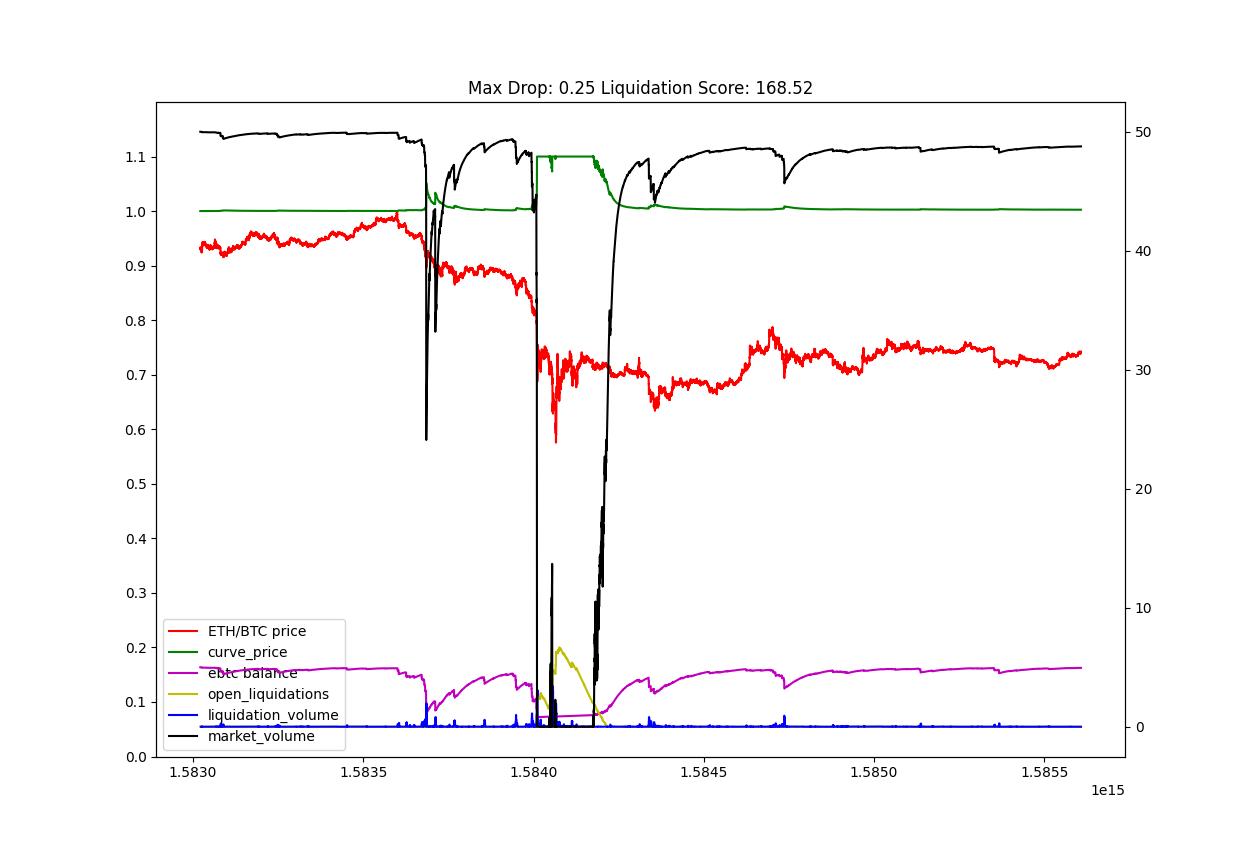 Max Drop: 0.25 Liquidation Score: 168.52
1.1
1.0
0.9
0.8
0.7
0.6
0.5
0.4
0.3
0.2
0.1
0.0
50
40
30
20
10
0
ETH/BTC price
curve_price
ebtc balance
open_liquidations
liquidation_volume
market_volume
1.5830 1.5835 1.5840 1.5845 1.5850 1.5855
1e15